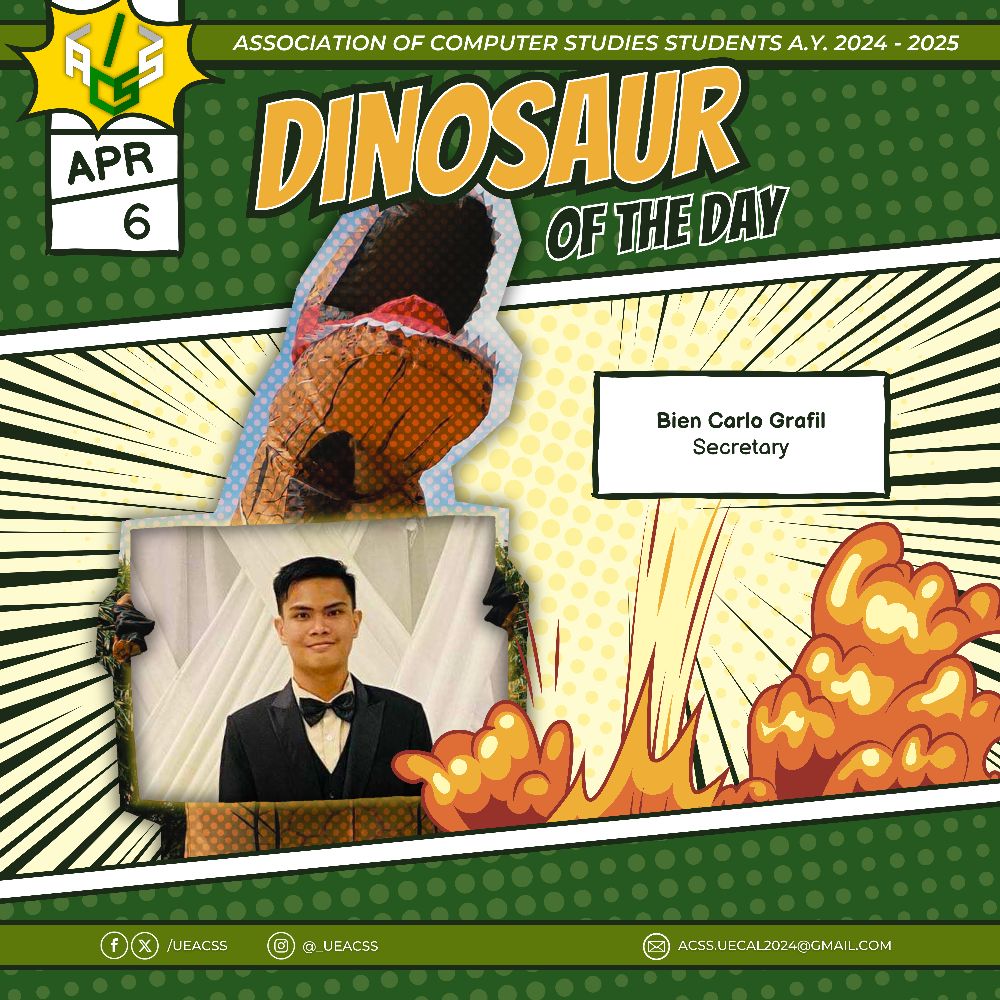 ACSS
ASSOCIATION OF COMPUTER STUDIES STUDENTS A.Y. 2024 - 2025
DINOSAUR
OF THE DAY
APR
6
Bien Carlo Grafil
Secretary
/UEACSS
@_UEACSS
ACSS.UECAL2024@GMAIL.COM